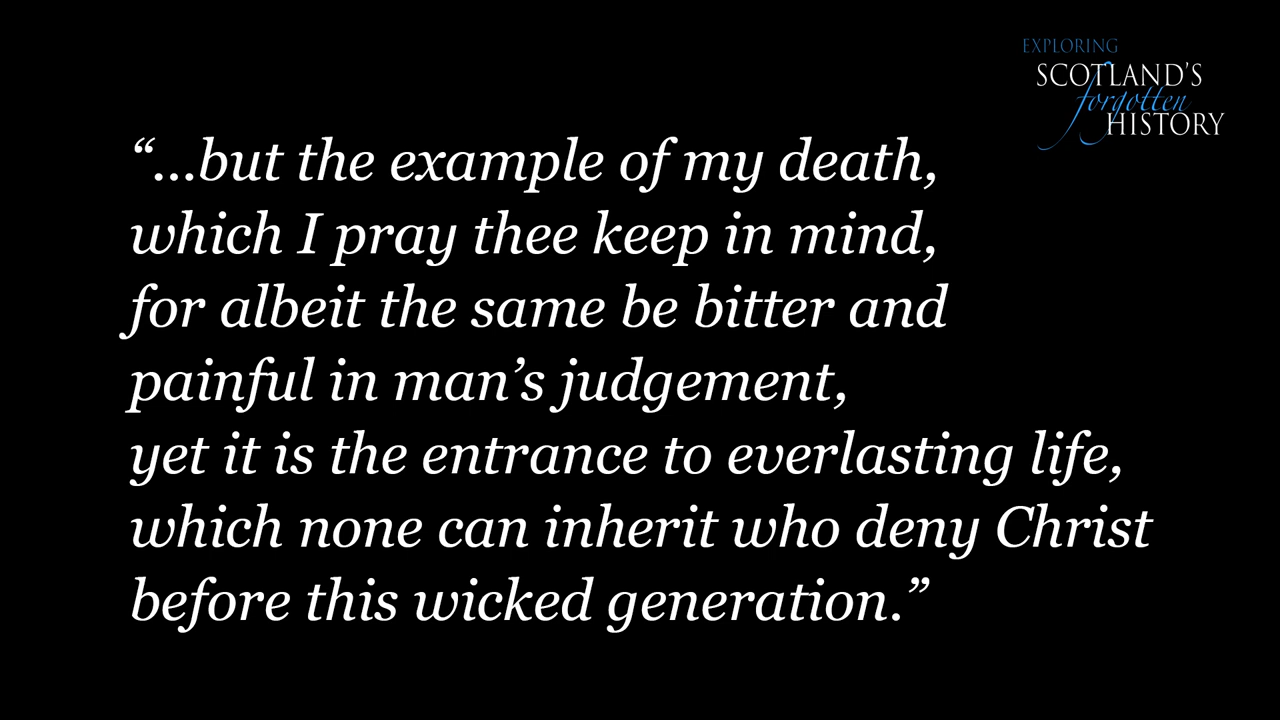 EXPLORING
SCOTLAND'S
forgotten
HISTORY
“...but the example of my death,
which I pray thee keep in mind,
for albeit the same be bitter and
painful in man’s judgement,
yet it is the entrance to everlasting life,
which none can inherit who deny Christ
before this wicked generation.”